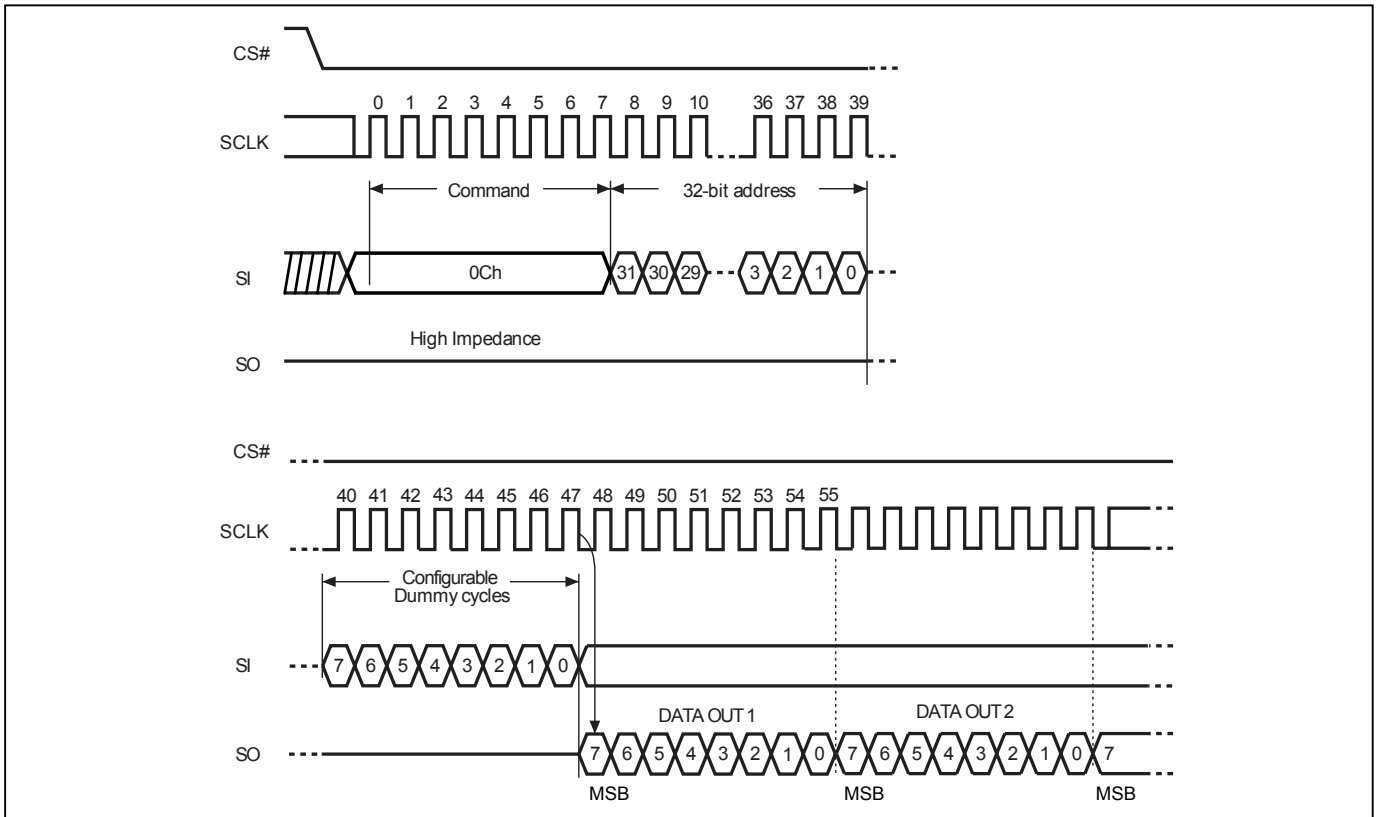 CS#
0 1 2 3 4 5 6 7 8 9 10 36 37 38 39
SCLK
Command 32-bit address
SI 0Ch 31 30 29 3 2 1 0
High Impedance
SO
CS#
40 41 42 43 44 45 46 47 48 49 50 51 52 53 54 55
SCLK
Configurable
Dummy cycles
SI 7 6 5 4 3 2 1 0
DATA OUT 1 DATA OUT 2
SO 7 6 5 4 3 2 1 0 7 6 5 4 3 2 1 0 7
MSB MSB MSB